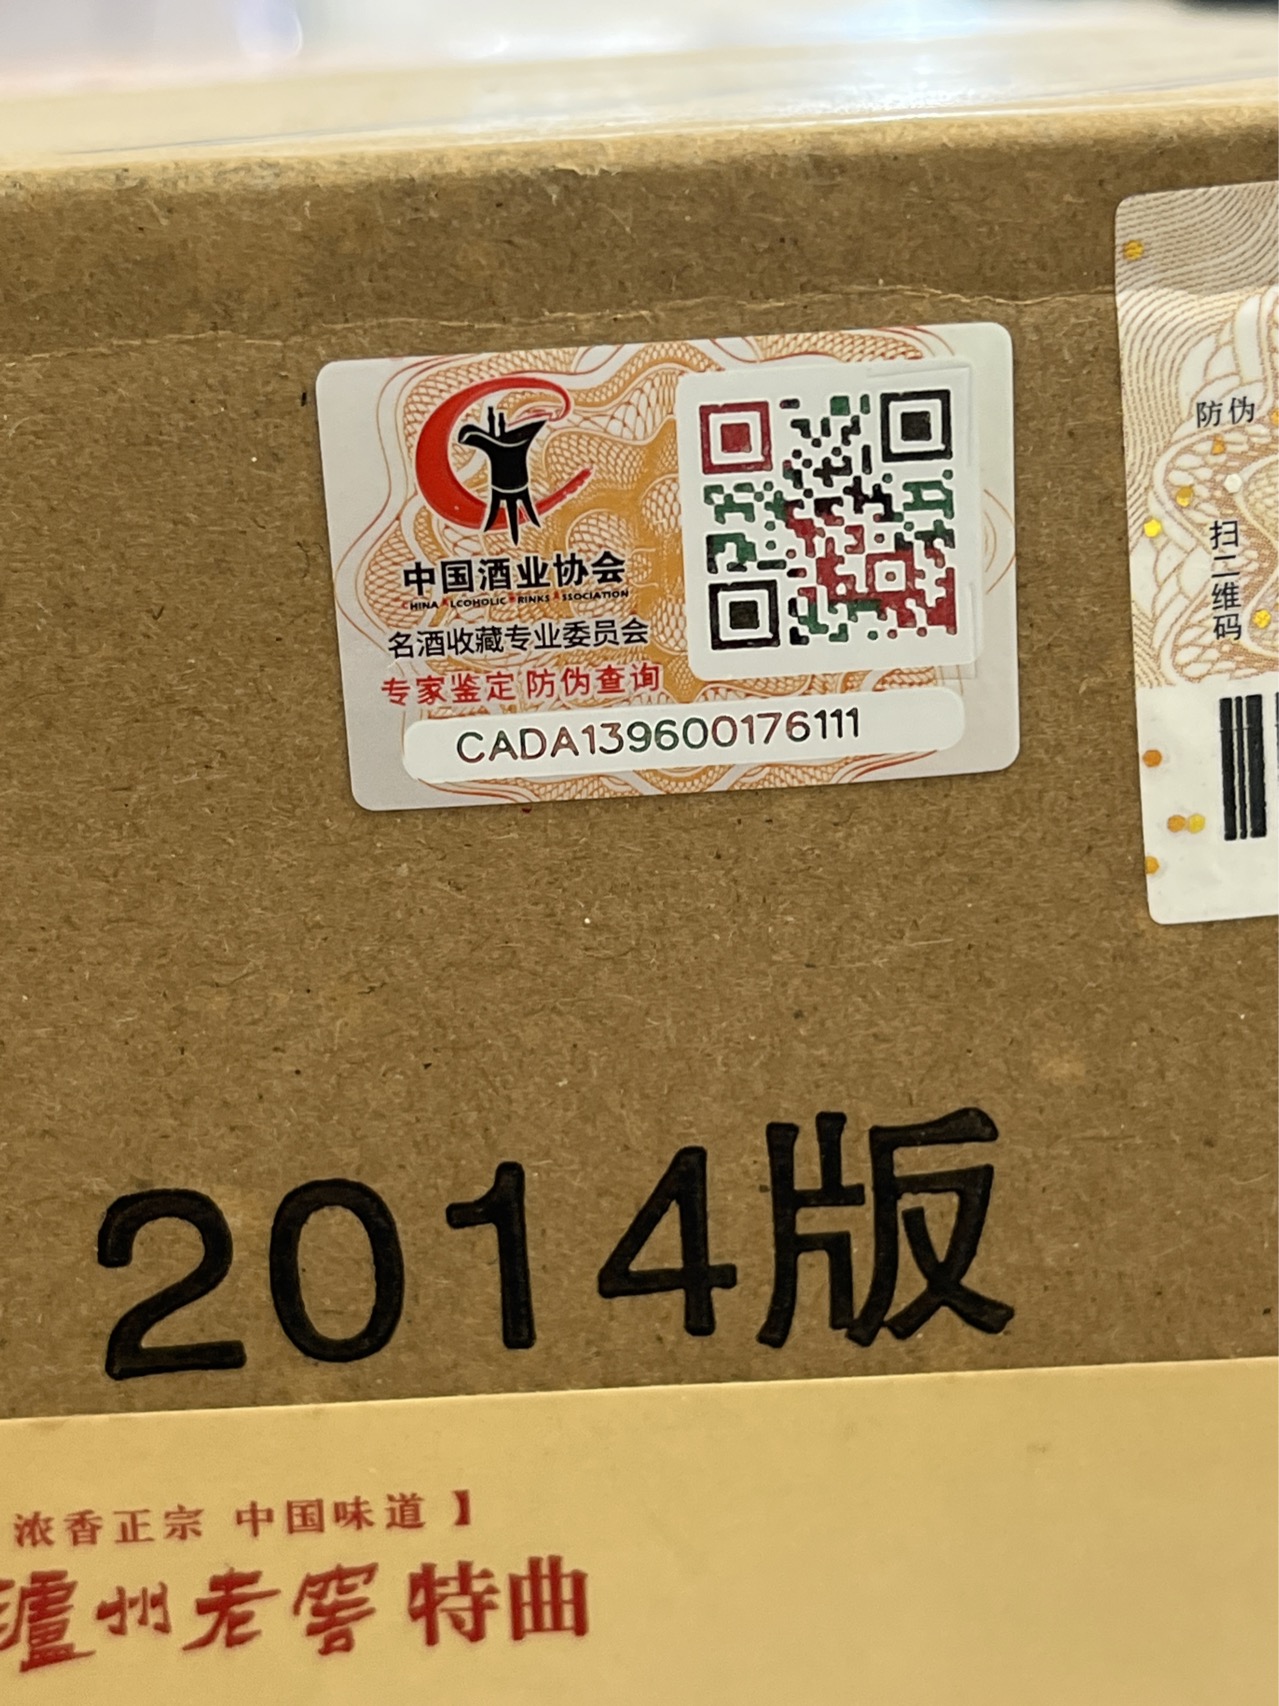 中国酒业协会
CHINA ALCOHOLIC DRINKS ASSOCIATION
名酒收藏专业委员会
专家鉴定 防伪查询
CADA139600176111
防伪
扫二维码
2014版
浓香正宗 中国味道 】
泸州老窖 特曲